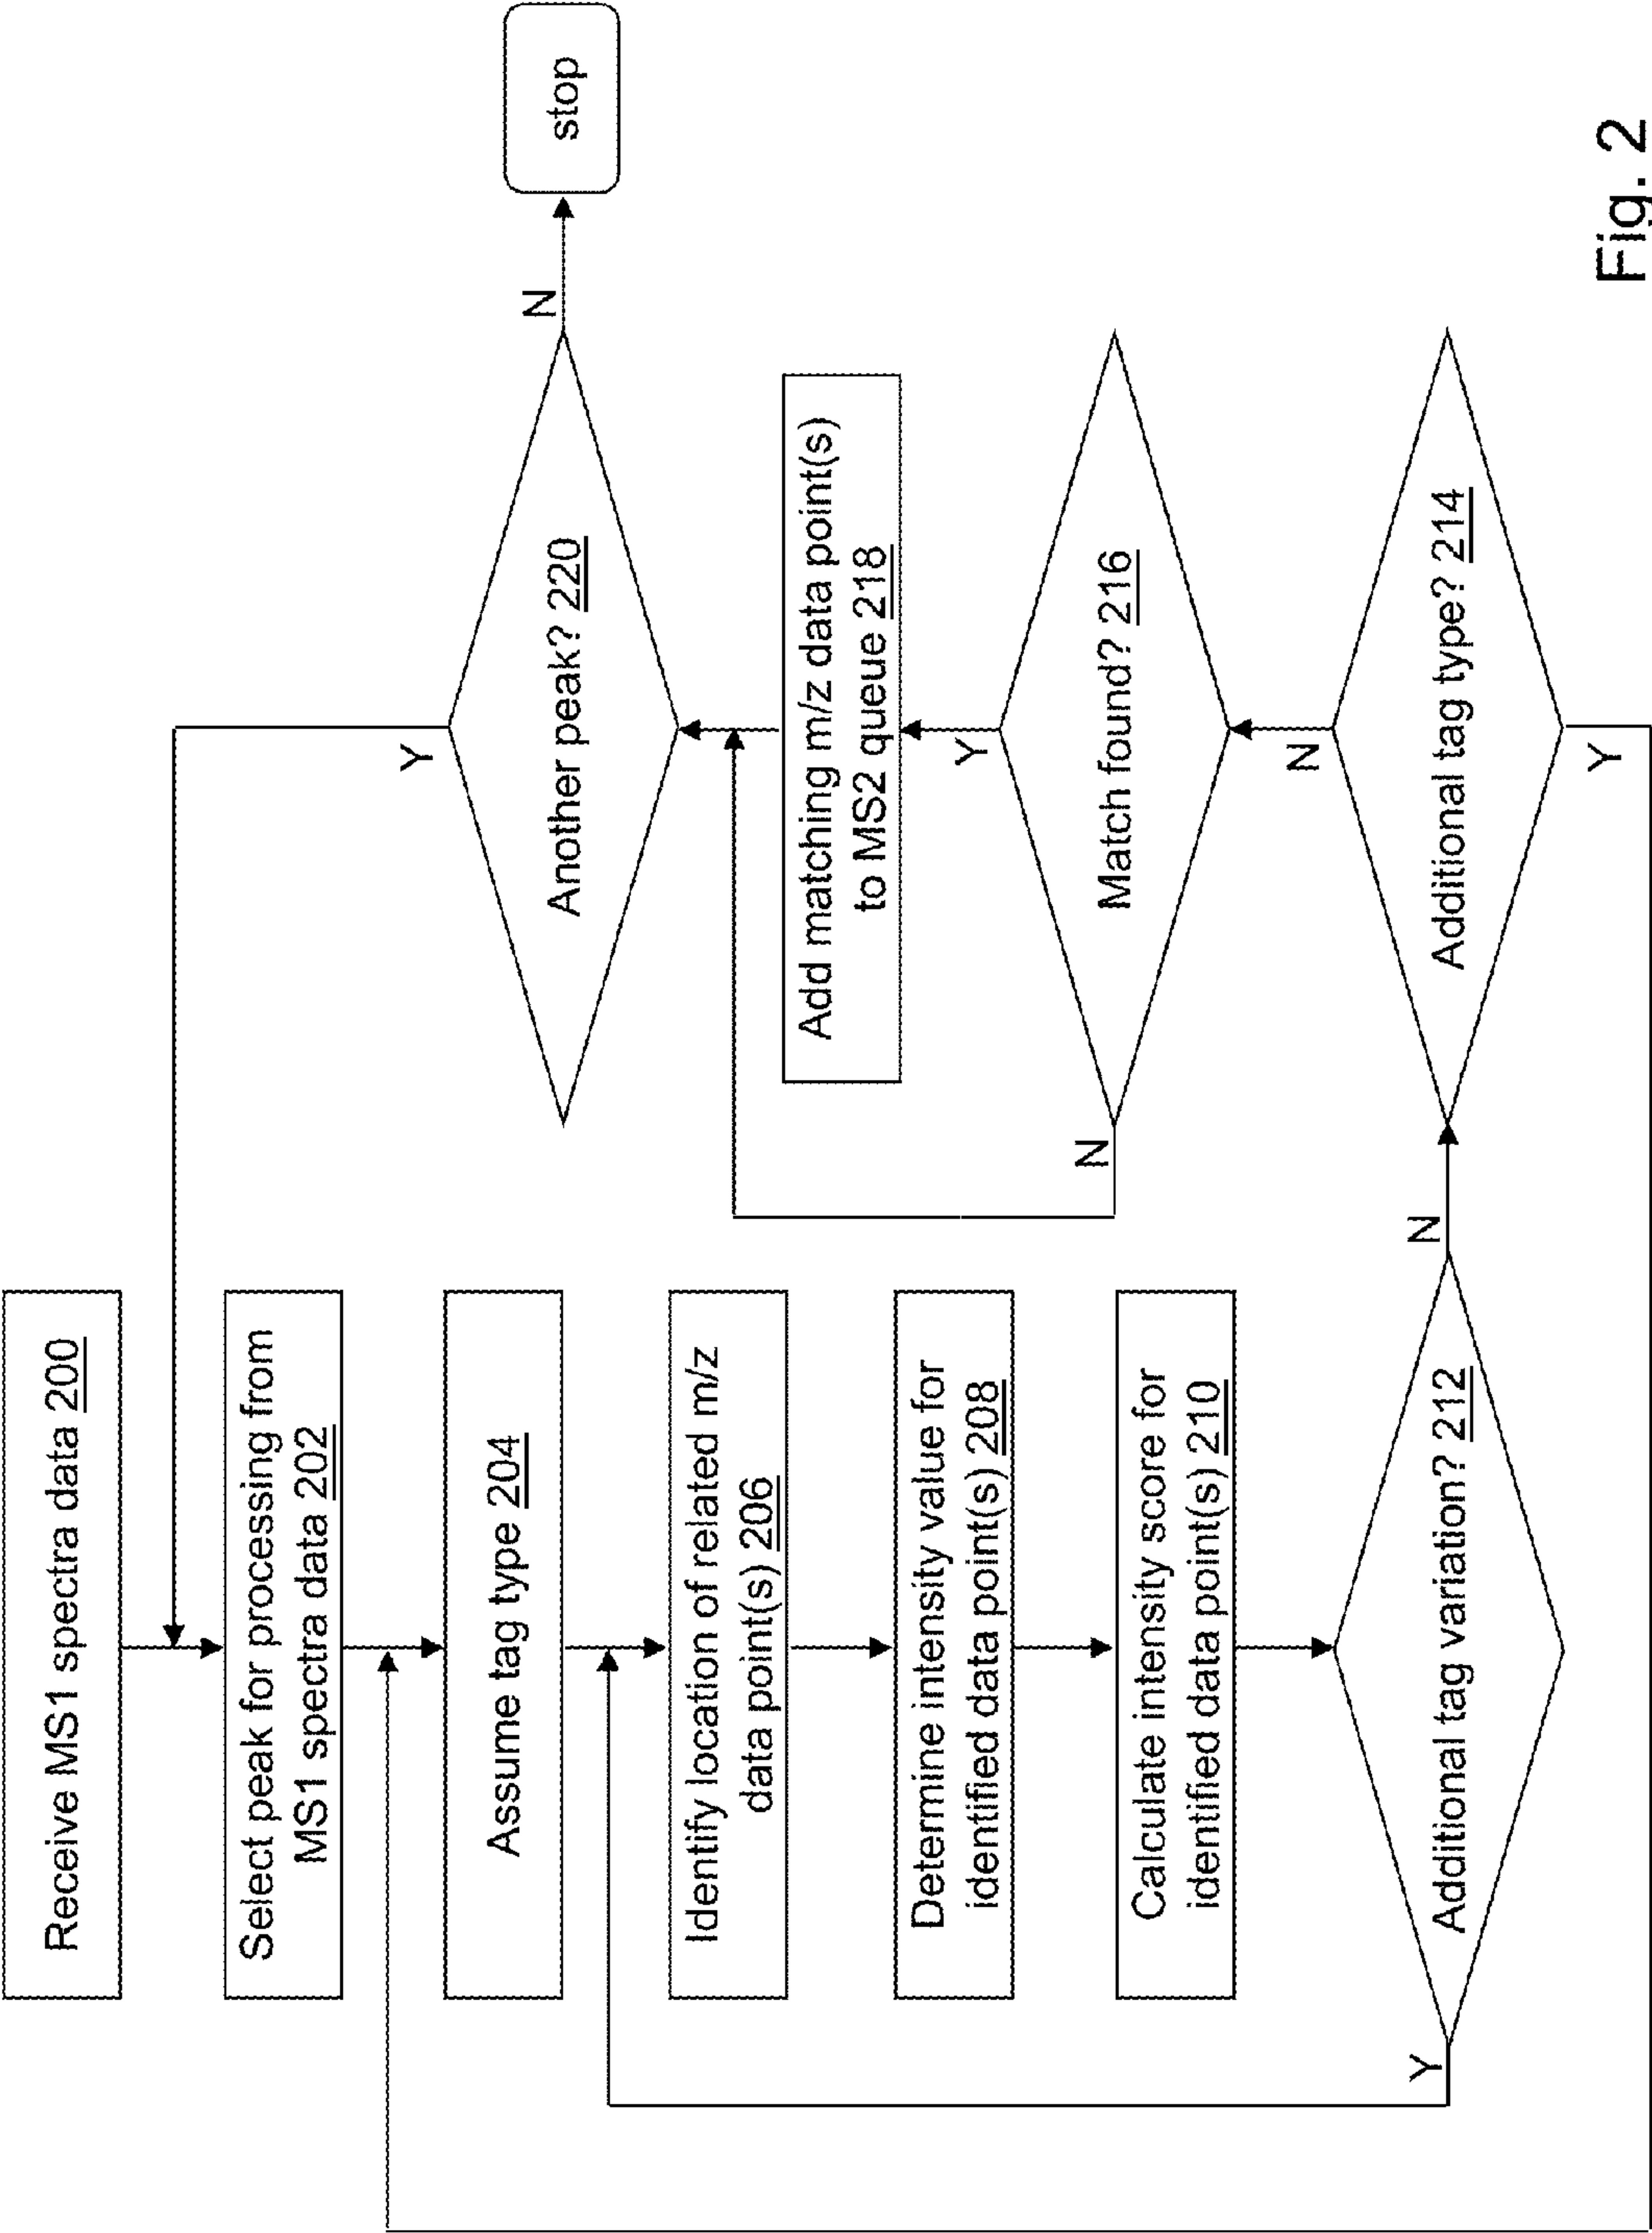 Receive MS1 spectra data 200
Select peak for processing from
MS1 spectra data 202
Assume tag type 204
Identify location of related m/z
data point(s) 206
Determine intensity value for
identified data point(s) 208
Calculate intensity score for
identified data point(s) 210
Additional tag variation? 212
Y
N
Additional tag type? 214
Y
N
Match found? 216
N
Y
Add matching m/z data point(s)
to MS2 queue 218
Another peak? 220
Y
N
stop
Fig. 2